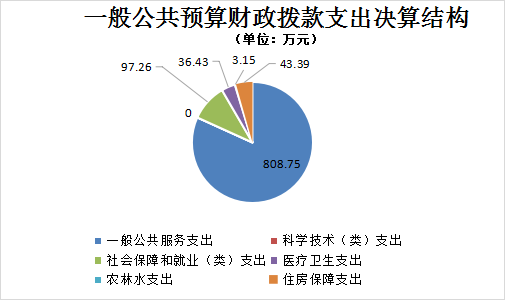 一般公共预算财政拨款支出决算结构
（单位：万元）
3.15
36.43
43.39
97.26
0
808.75
一般公共服务支出
科学技术（类）支出
社会保障和就业（类）支出
医疗卫生支出
农林水支出
住房保障支出